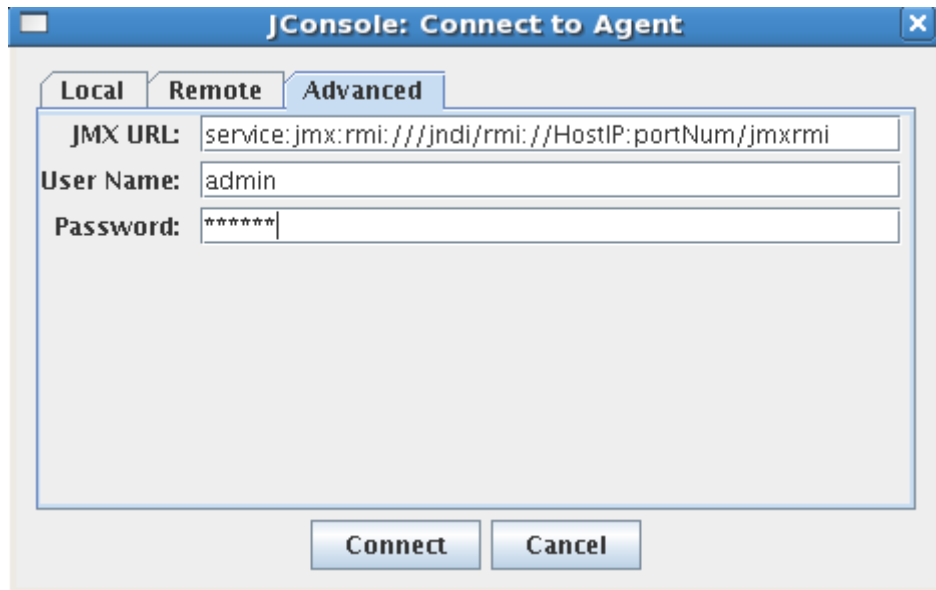 JConsole: Connect to Agent
Local Remote Advanced
JMX URL: service:jmx:rmi:///jndi/rmi://HostIP:portNum/jmxrmi
User Name: admin
Password: ******
Connect Cancel